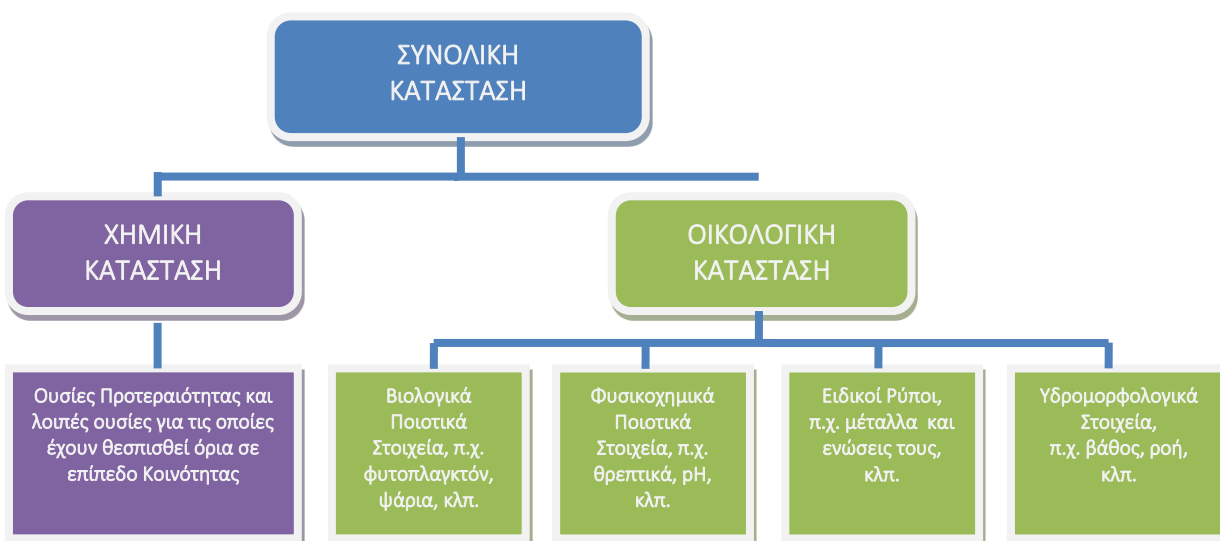 ΣΥΝΟΛΙΚΗ
ΚΑΤΑΣΤΑΣΗ
ΧΗΜΙΚΗ
ΚΑΤΑΣΤΑΣΗ
ΟΙΚΟΛΟΓΙΚΗ
ΚΑΤΑΣΤΑΣΗ
Ουσίες Προτεραιότητας και
λοιπές ουσίες για τις οποίες
έχουν θεσπισθεί όρια σε
επίπεδο Κοινότητας
Βιολογικά
Ποιοτικά
Στοιχεία, π.χ.
φυτοπλαγκτόν,
ψάρια, κλπ.
Φυσικοχημικά
Ποιοτικά
Στοιχεία, π.χ.
θρεπτικά, pH,
κλπ.
Ειδικοί Ρύποι,
π.χ. μέταλλα και
ενώσεις τους,
κλπ.
Υδρομορφολογικά
Στοιχεία,
π.χ. βάθος, ροή,
κλπ.